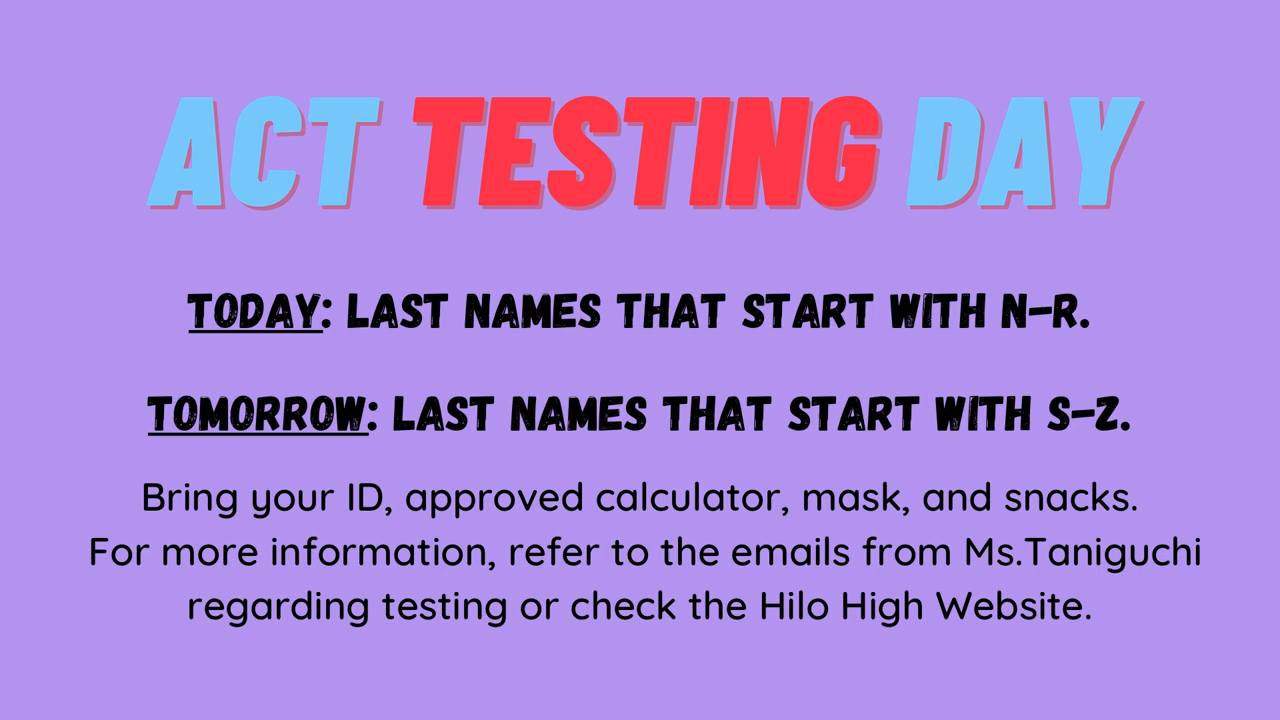 ACT TESTING DAY
TODAY: LAST NAMES THAT START WITH N-R.
TOMORROW: LAST NAMES THAT START WITH S-Z.
Bring your ID, approved calculator, mask, and snacks.
For more information, refer to the emails from Ms.Taniguchi
regarding testing or check the Hilo High Website.